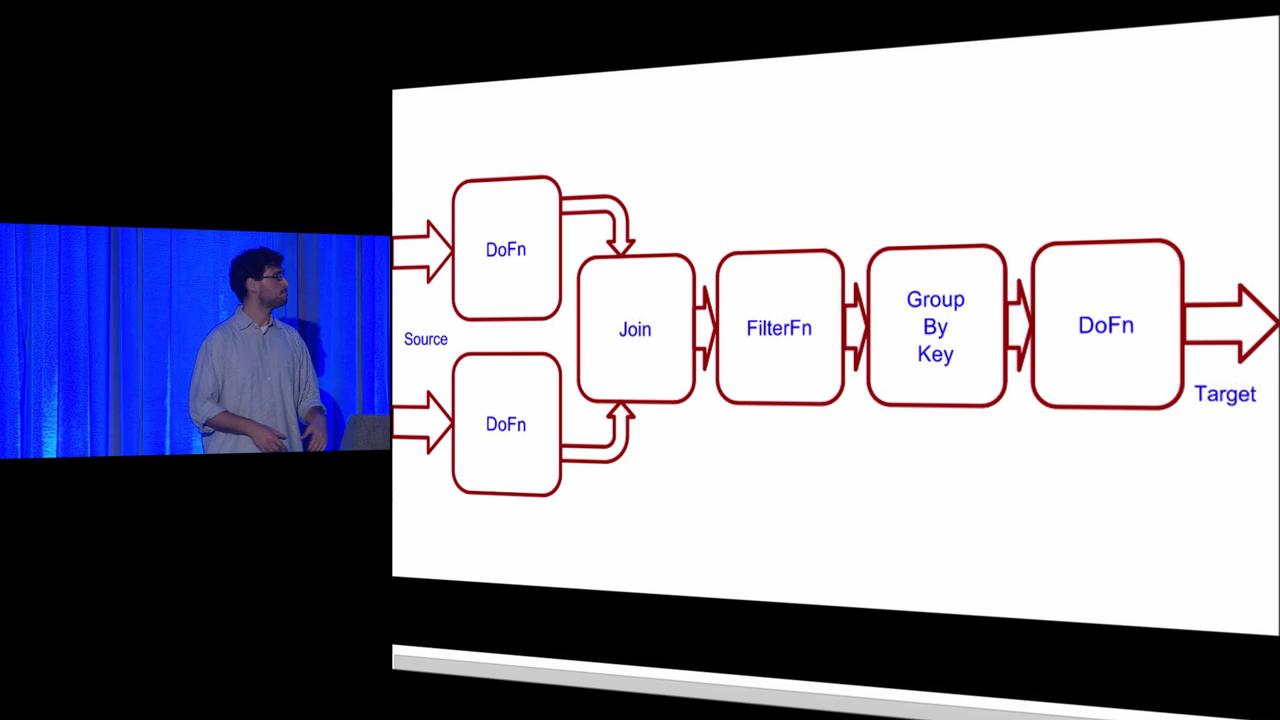 DoFn
Source
DoFn
Join
FilterFn
Group
By
Key
DoFn
Target